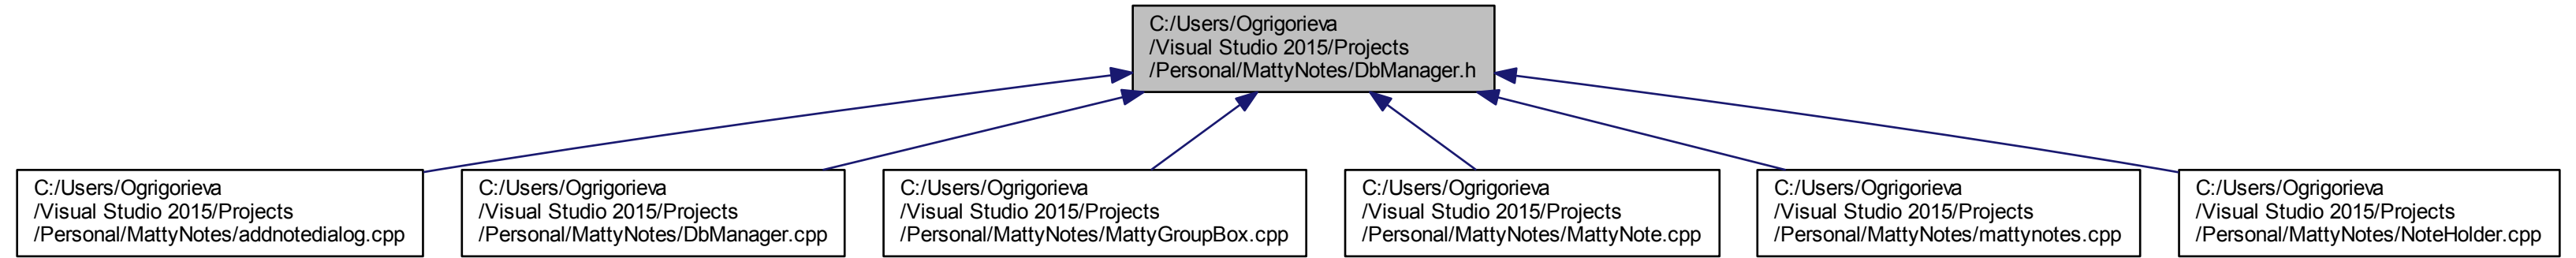 C:/Users/Ogrigorieva
/Visual Studio 2015/Projects
/Personal/MattyNotes/DbManager.h
C:/Users/Ogrigorieva
/Visual Studio 2015/Projects
/Personal/MattyNotes/addnotedialog.cpp
C:/Users/Ogrigorieva
/Visual Studio 2015/Projects
/Personal/MattyNotes/DbManager.cpp
C:/Users/Ogrigorieva
/Visual Studio 2015/Projects
/Personal/MattyNotes/MattyGroupBox.cpp
C:/Users/Ogrigorieva
/Visual Studio 2015/Projects
/Personal/MattyNotes/MattyNote.cpp
C:/Users/Ogrigorieva
/Visual Studio 2015/Projects
/Personal/MattyNotes/mattynotes.cpp
C:/Users/Ogrigorieva
/Visual Studio 2015/Projects
/Personal/MattyNotes/NoteHolder.cpp